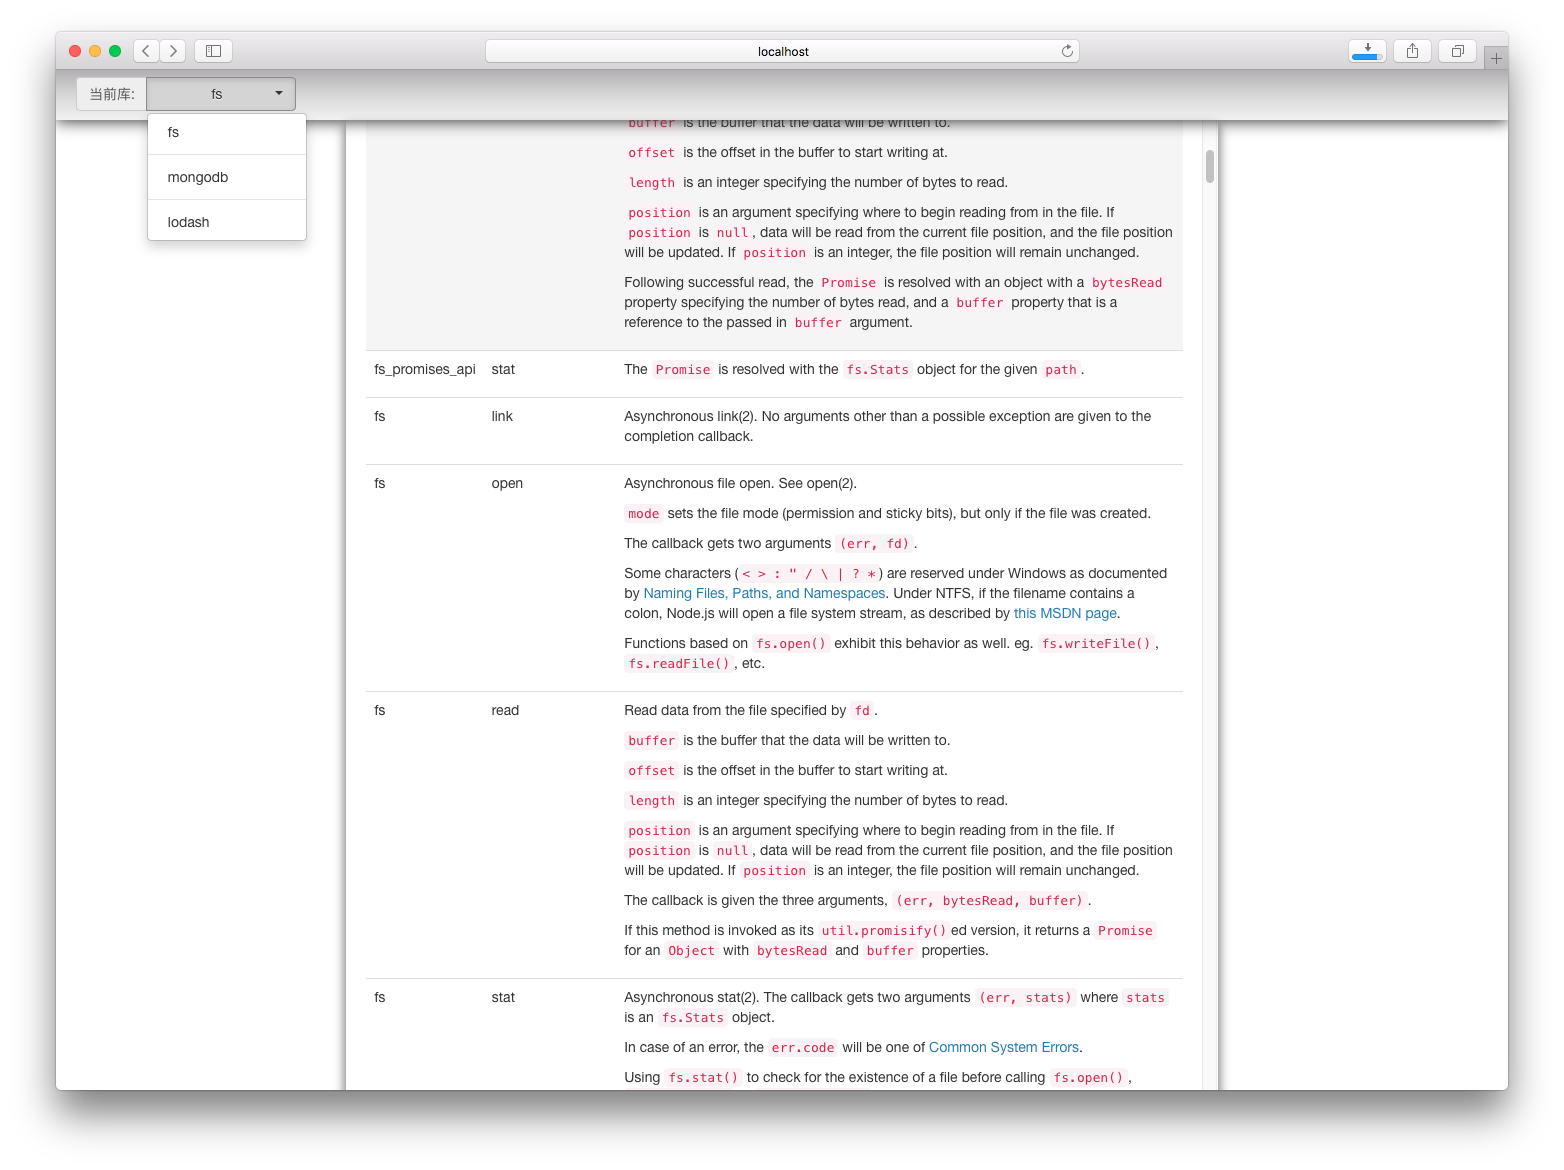 localhost
当前库: fs
fs
mongodb
lodash
buffer is the buffer that the data will be written to.
offset is the offset in the buffer to start writing at.
length is an integer specifying the number of bytes to read.
position is an argument specifying where to begin reading from in the file. If
position is null, data will be read from the current file position, and the file position
will be updated. If position is an integer, the file position will remain unchanged.
Following successful read, the Promise is resolved with an object with a bytesRead
property specifying the number of bytes read, and a buffer property that is a
reference to the passed in buffer argument.
fs_promises_api stat The Promise is resolved with the fs.Stats object for the given path.
fs link Asynchronous link(2). No arguments other than a possible exception are given to the
completion callback.
fs open Asynchronous file open. See open(2).
mode sets the file mode (permission and sticky bits), but only if the file was created.
The callback gets two arguments (err, fd).
Some characters (< > : " / \ | ? *) are reserved under Windows as documented
by Naming Files, Paths, and Namespaces. Under NTFS, if the filename contains a
colon, Node.js will open a file system stream, as described by this MSDN page.
Functions based on fs.open() exhibit this behavior as well. eg. fs.writeFile(),
fs.readFile(), etc.
fs read Read data from the file specified by fd.
buffer is the buffer that the data will be written to.
offset is the offset in the buffer to start writing at.
length is an integer specifying the number of bytes to read.
position is an argument specifying where to begin reading from in the file. If
position is null, data will be read from the current file position, and the file position
will be updated. If position is an integer, the file position will remain unchanged.
The callback is given the three arguments, (err, bytesRead, buffer).
If this method is invoked as its util.promisify()ed version, it returns a Promise
for an Object with bytesRead and buffer properties.
fs stat Asynchronous stat(2). The callback gets two arguments (err, stats) where stats
is an fs.Stats object.
In case of an error, the err.code will be one of Common System Errors.
Using fs.stat() to check for the existence of a file before calling fs.open(),